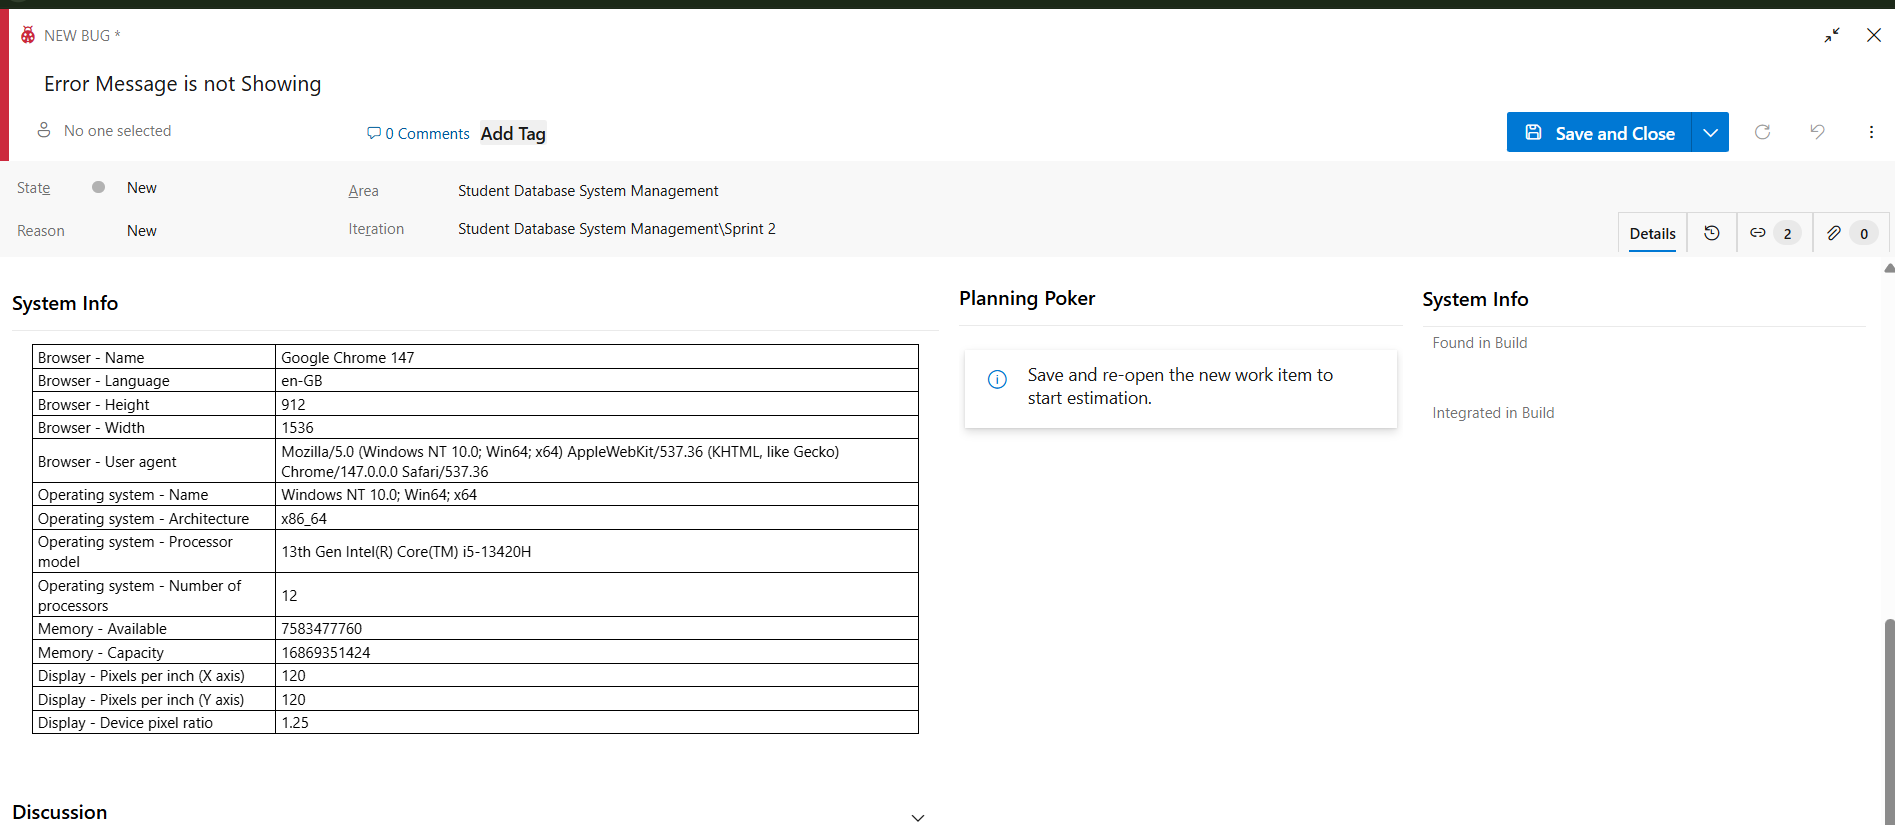 NEW BUG *
Error Message is not Showing
No one selected
0 Comments
Add Tag
Save and Close
State
New
Area
Student Database System Management
Reason
New
Iteration
Student Database System Management\Sprint 2
Details
2
0
System Info
Browser - Name
Google Chrome 147
Browser - Language
en-GB
Browser - Height
912
Browser - Width
1536
Browser - User agent
Mozilla/5.0 (Windows NT 10.0; Win64; x64) AppleWebKit/537.36 (KHTML, like Gecko)
Chrome/147.0.0.0 Safari/537.36
Operating system - Name
Windows NT 10.0; Win64; x64
Operating system - Architecture
x86_64
Operating system - Processor
model
13th Gen Intel(R) Core(TM) i5-13420H
Operating system - Number of
processors
12
Memory - Available
7583477760
Memory - Capacity
16869351424
Display - Pixels per inch (X axis)
120
Display - Pixels per inch (Y axis)
120
Display - Device pixel ratio
1.25
Discussion
Planning Poker
Save and re-open the new work item to
start estimation.
System Info
Found in Build
Integrated in Build